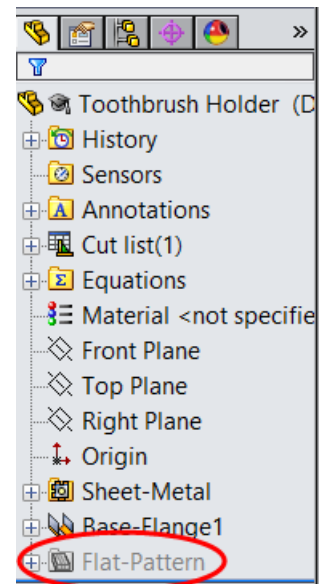 »
Toothbrush Holder (D
History
Sensors
A Annotations
Cut list(1)
Σ Equations
Material <not specifie
Front Plane
Top Plane
Right Plane
Origin
Sheet-Metal
Base-Flange1
Flat-Pattern